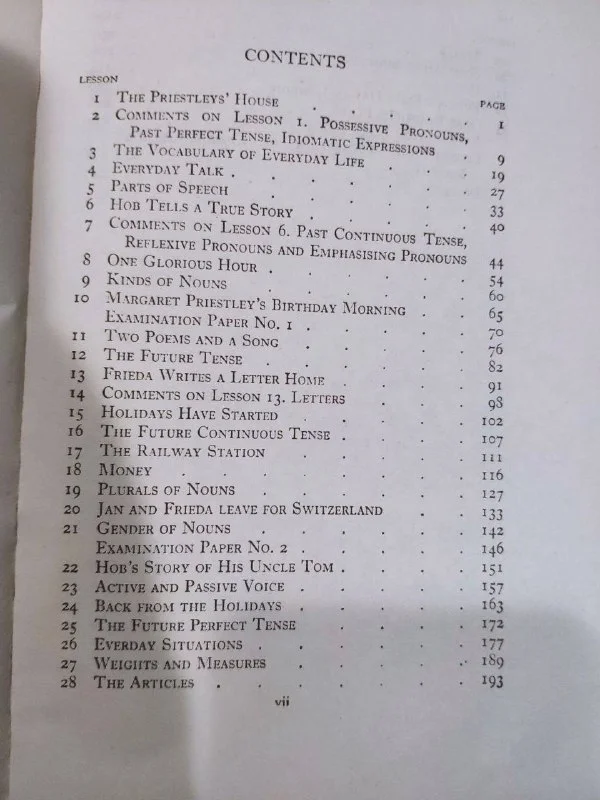 CONTENTS
LESSON PAGE
1 THE PRIESTLEYS' HOUSE . . . . 1
2 COMMENTS ON LESSON 1. POSSESSIVE PRONOUNS,
PAST PERFECT TENSE, IDIOMATIC EXPRESSIONS . 9
3 THE VOCABULARY OF EVERYDAY LIFE . . . 19
4 EVERYDAY TALK . . . . . . 27
5 PARTS OF SPEECH . . . . . 33
6 HOB TELLS A TRUE STORY . . . . 40
7 COMMENTS ON LESSON 6. PAST CONTINUOUS TENSE,
REFLEXIVE PRONOUNS AND EMPHASISING PRONOUNS 44
8 ONE GLORIOUS HOUR . . . . . 54
9 KINDS OF NOUNS . . . . . 60
10 MARGARET PRIESTLEY'S BIRTHDAY MORNING . . 65
EXAMINATION PAPER NO. 1 . . . . 70
11 TWO POEMS AND A SONG . . . . 76
12 THE FUTURE TENSE . . . . . 82
13 FRIEDA WRITES A LETTER HOME . . . . 91
14 COMMENTS ON LESSON 13. LETTERS . . . 98
15 HOLIDAYS HAVE STARTED . . . . 102
16 THE FUTURE CONTINUOUS TENSE . . . . 107
17 THE RAILWAY STATION . . . . . 111
18 MONEY . . . . . . . 116
19 PLURALS OF NOUNS . . . . . 127
20 JAN AND FRIEDA LEAVE FOR SWITZERLAND . . 133
21 GENDER OF NOUNS . . . . . 142
EXAMINATION PAPER NO. 2 . . . . . 146
22 HOB'S STORY OF HIS UNCLE TOM . . . . 151
23 ACTIVE AND PASSIVE VOICE . . . . . 157
24 BACK FROM THE HOLIDAYS . . . . . 163
25 THE FUTURE PERFECT TENSE . . . . 172
26 EVERDAY SITUATIONS . . . . . . 177
27 WEIGHTS AND MEASURES . . . . . 189
28 THE ARTICLES . . . . . . . 193
vii